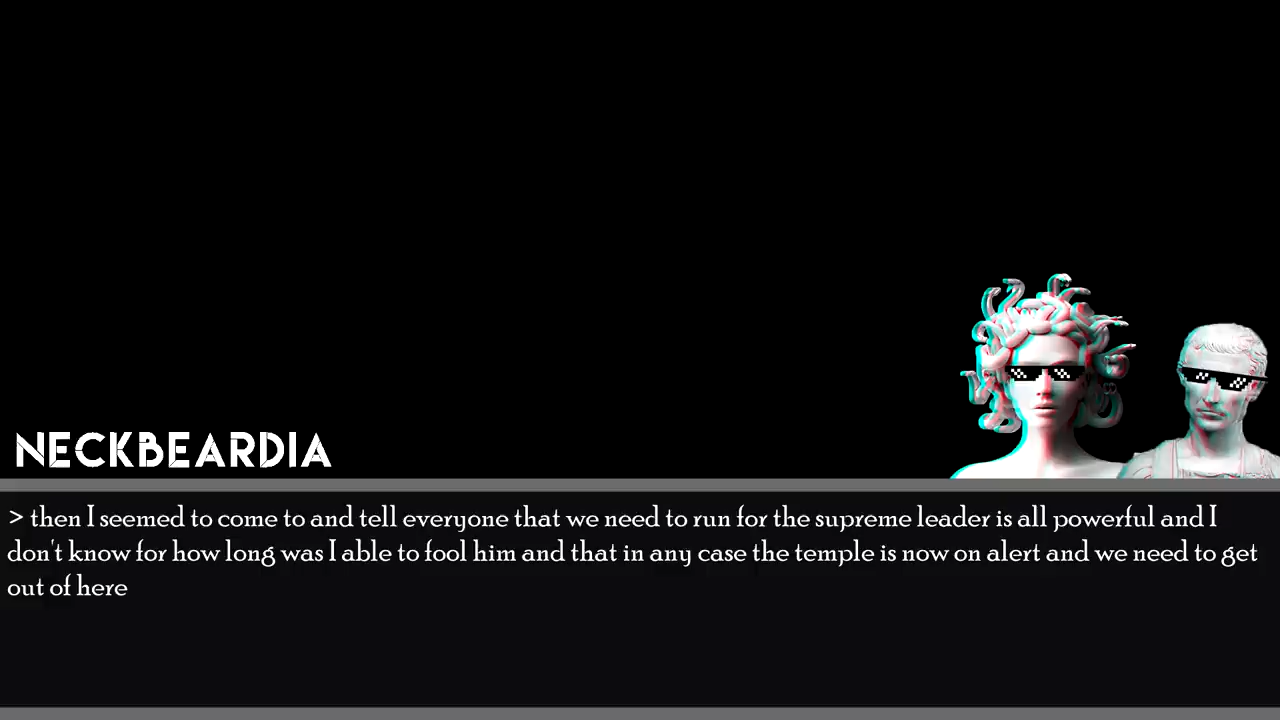 NECKBEARDIA
> then I seemed to come to and tell everyone that we need to run for the supreme leader is all powerful and I
don't know for how long was I able to fool him and that in any case the temple is now on alert and we need to get
out of here